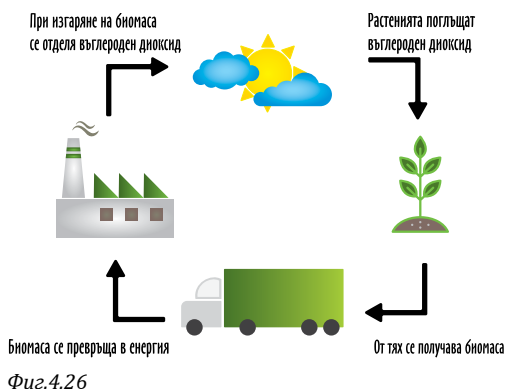 При изгаряне на биомаса
се отделя въглероден диоксид
Растенията поглъщат
въглероден диоксид
От тях се получава биомаса
Биомаса се превръща в енергия
Фиг.4.26